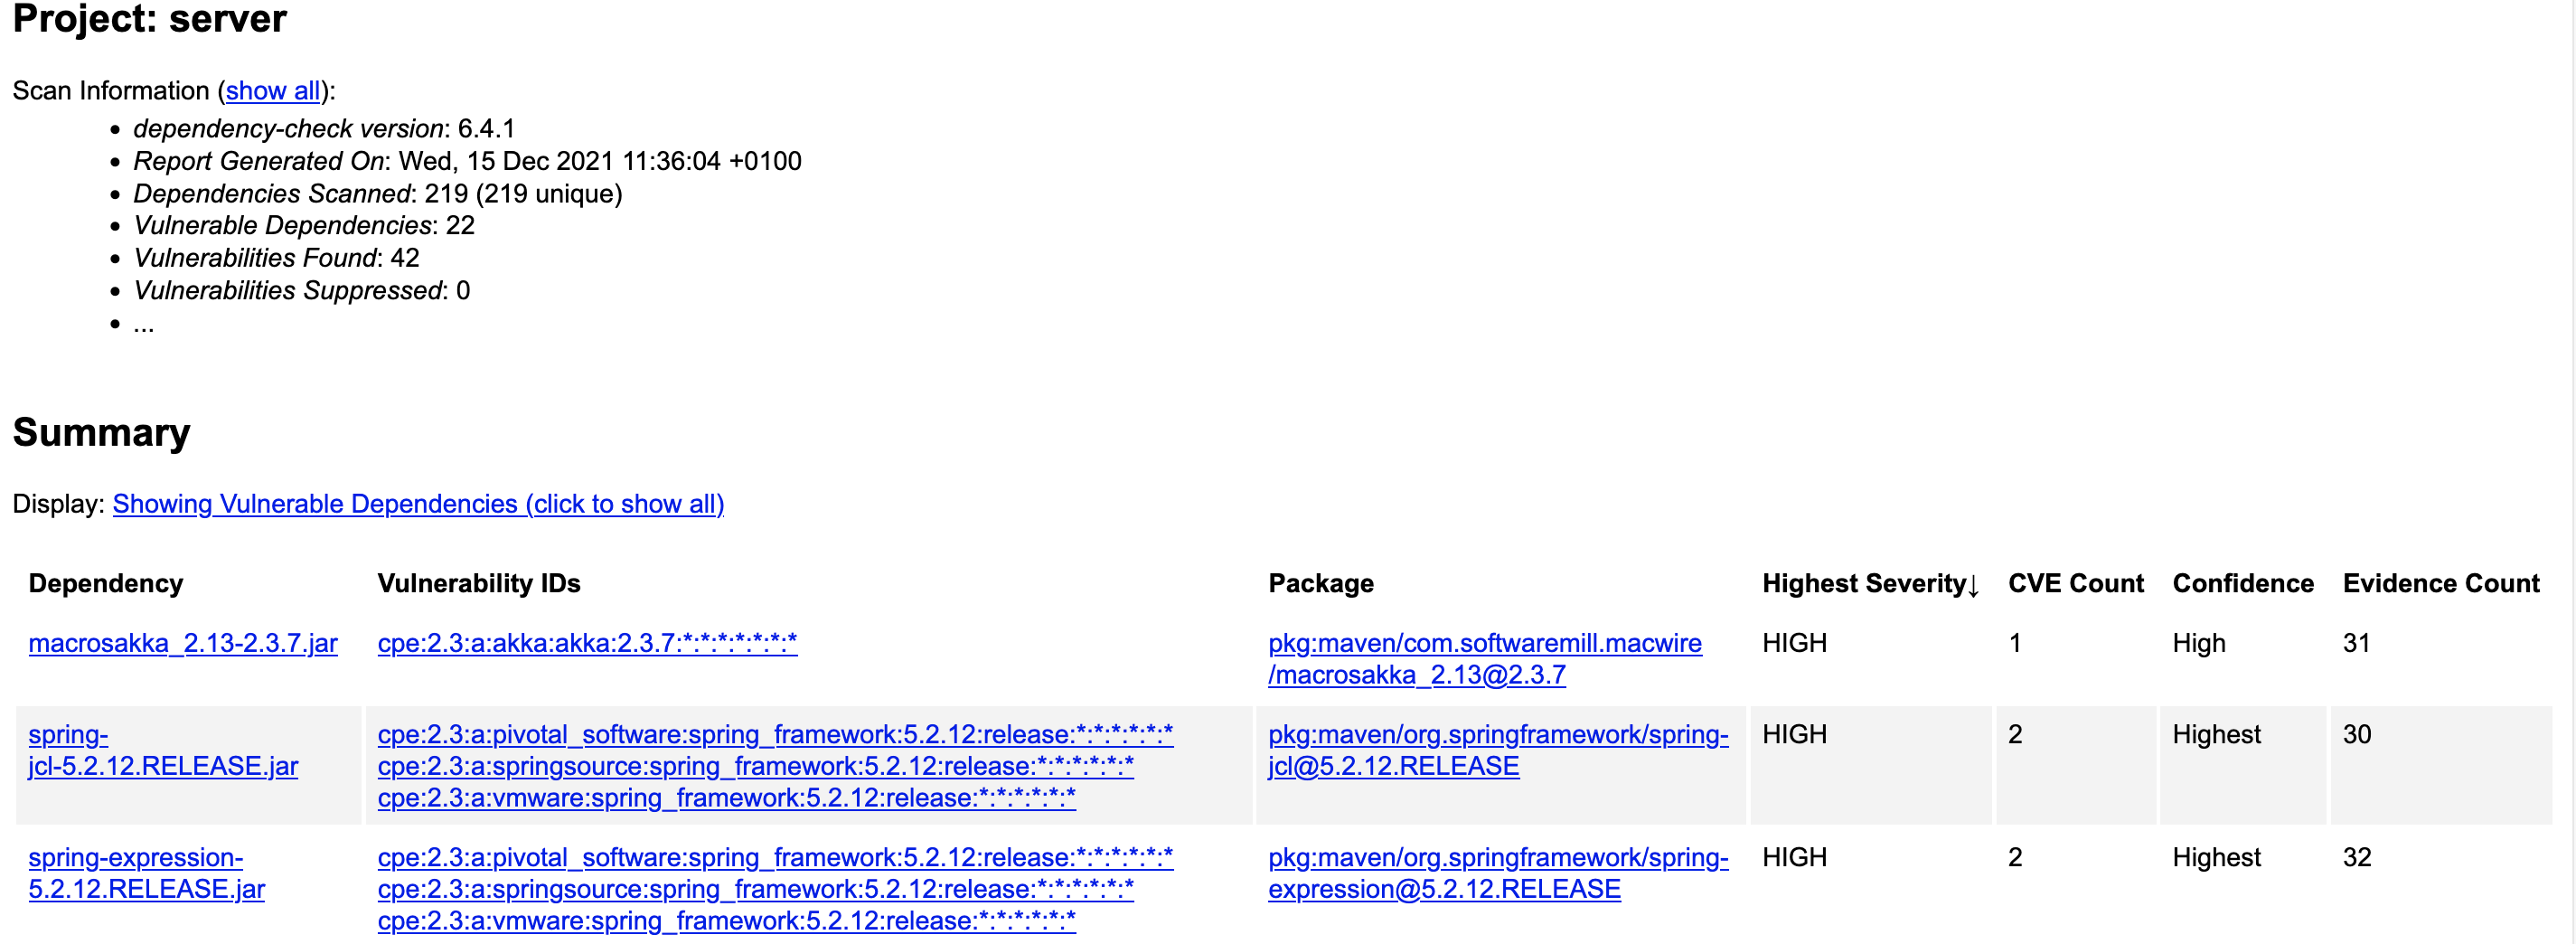 Project: server
Scan Information (show all):
• dependency-check version: 6.4.1
• Report Generated On: Wed, 15 Dec 2021 11:36:04 +0100
• Dependencies Scanned: 219 (219 unique)
• Vulnerable Dependencies: 22
• Vulnerabilities Found: 42
• Vulnerabilities Suppressed: 0
• ...
Summary
Display: Showing Vulnerable Dependencies (click to show all)
Dependency Vulnerability IDs Package Highest Severity↓ CVE Count Confidence Evidence Count
macrosakka_2.13-2.3.7.jar cpe:2.3:a:akka:akka:2.3.7:*:*:*:*:*:*:* pkg:maven/com.softwaremill.macwire HIGH 1 High 31
/macrosakka_2.13@2.3.7
spring- cpe:2.3:a:pivotal_software:spring_framework:5.2.12:release:*:*:*:*:*:* pkg:maven/org.springframework/spring- HIGH 2 Highest 30
jcl-5.2.12.RELEASE.jar cpe:2.3:a:springsource:spring_framework:5.2.12:release:*:*:*:*:*:* jcl@5.2.12.RELEASE
cpe:2.3:a:vmware:spring_framework:5.2.12:release:*:*:*:*:*:*
spring-expression- cpe:2.3:a:pivotal_software:spring_framework:5.2.12:release:*:*:*:*:*:* pkg:maven/org.springframework/spring- HIGH 2 Highest 32
5.2.12.RELEASE.jar cpe:2.3:a:springsource:spring_framework:5.2.12:release:*:*:*:*:*:* expression@5.2.12.RELEASE
cpe:2.3:a:vmware:spring_framework:5.2.12:release:*:*:*:*:*:*